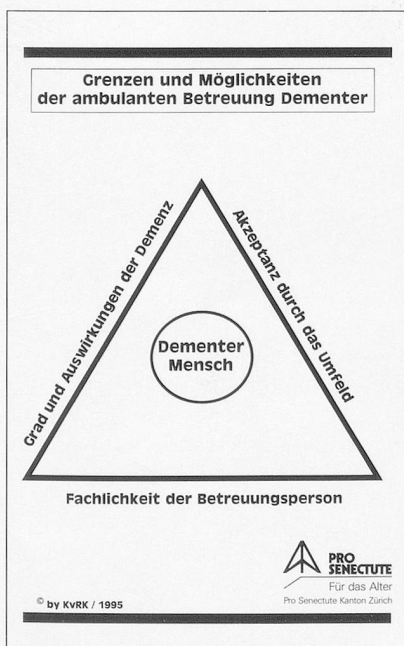 Grenzen und Möglichkeiten
der ambulanten Betreuung Dementer
Grad und Auswirkungen der Demenz
Akzeptanz durch das Umfeld
Dementer
Mensch
Fachlichkeit der Betreuungsperson
PRO
SENECTUTE
Für das Alter
Pro Senectute Kanton Zürich
© by KvRK / 1995